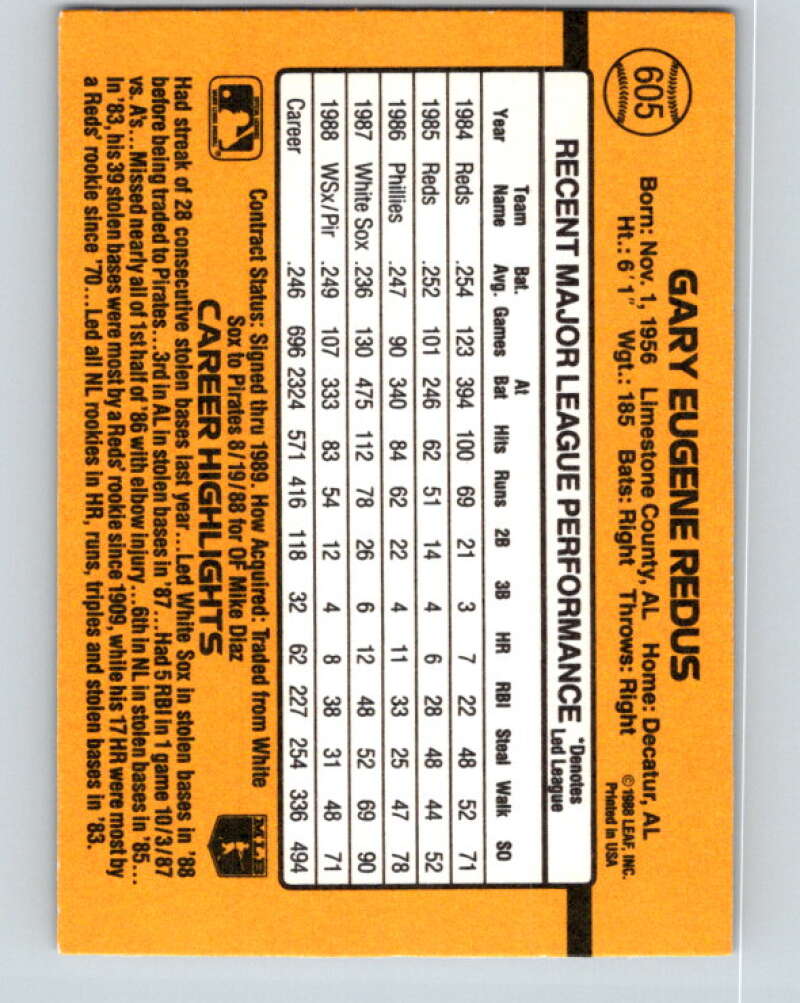 605
GARY EUGENE REDUS
Born: Nov. 1, 1956 Limestone County, AL Home: Decatur, AL
Ht.: 6'1" Wgt.: 185 Bats: Right Throws: Right
©1988 LEAF, INC.
Printed in USA
RECENT MAJOR LEAGUE PERFORMANCE *Denotes Led League
Year Team Name Bat. Avg. Games At Bat Hits Runs 2B 3B HR RBI Steal Walk SO
1984 Reds .254 123 394 100 69 21 3 7 22 48 52 71
1985 Reds .252 101 246 62 51 14 4 6 28 48 44 52
1986 Phillies .247 90 340 84 62 22 4 11 33 25 47 78
1987 White Sox .236 130 475 112 78 26 6 12 48 52 69 90
1988 WSx/Pir .249 107 333 83 54 12 4 8 38 31 48 71
Career .246 696 2324 571 416 118 32 62 227 254 336 494
Contract Status: Signed thru 1989. How Acquired: Traded from White
Sox to Pirates 8/19/88 for OF Mike Diaz
MLB
CAREER HIGHLIGHTS
Had streak of 28 consecutive stolen bases last year...Led White Sox in stolen bases in '88
before being traded to Pirates...3rd in AL in stolen bases in '87...Had 5 RBI in 1 game 10/3/87
vs. A's...Missed nearly all of 1st half of '86 with elbow injury...6th in NL in stolen bases in '85...
In '83, his 39 stolen bases were most by a Reds' rookie since 1909, while his 17 HR were most by
a Reds' rookie since '70...Led all NL rookies in HR, runs, triples and stolen bases in '83.